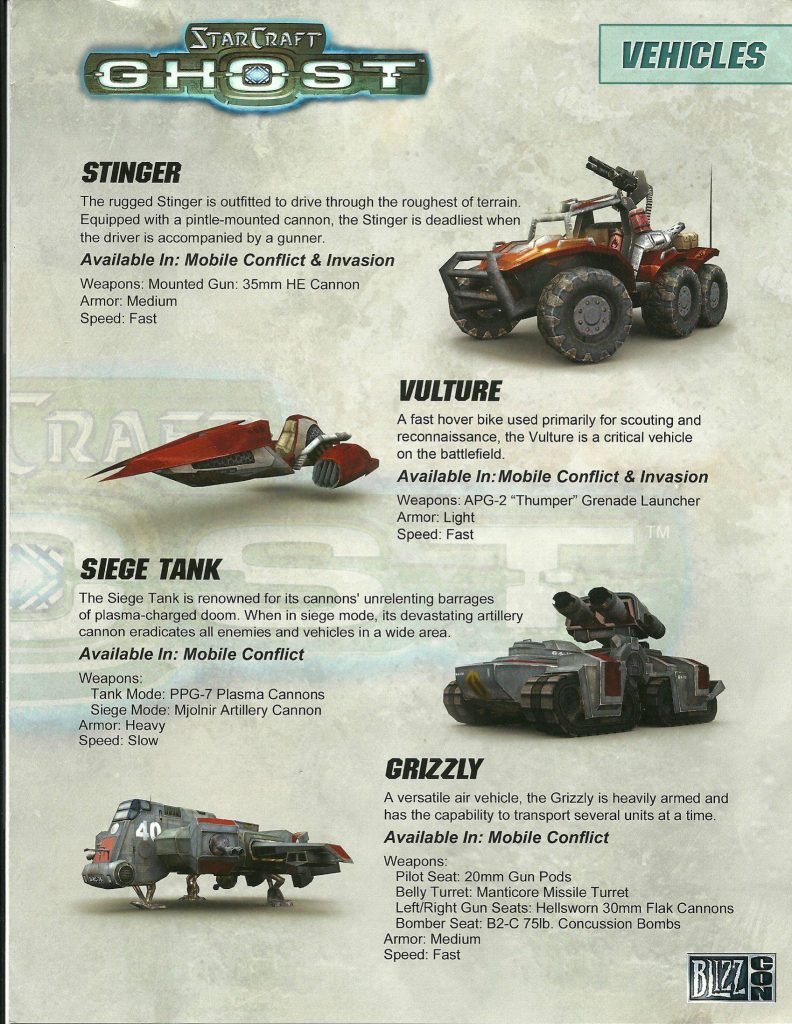 STARCRAFT
GHOST™
VEHICLES
STINGER
The rugged Stinger is outfitted to drive through the roughest of terrain.
Equipped with a pintle-mounted cannon, the Stinger is deadliest when
the driver is accompanied by a gunner.
Available In: Mobile Conflict & Invasion
Weapons: Mounted Gun: 35mm HE Cannon
Armor: Medium
Speed: Fast
VULTURE
A fast hover bike used primarily for scouting and
reconnaissance, the Vulture is a critical vehicle
on the battlefield.
Available In: Mobile Conflict & Invasion
Weapons: APG-2 “Thumper” Grenade Launcher
Armor: Light
Speed: Fast
SIEGE TANK
The Siege Tank is renowned for its cannons' unrelenting barrages
of plasma-charged doom. When in siege mode, its devastating artillery
cannon eradicates all enemies and vehicles in a wide area.
Available In: Mobile Conflict
Weapons:
Tank Mode: PPG-7 Plasma Cannons
Siege Mode: Mjolnir Artillery Cannon
Armor: Heavy
Speed: Slow
GRIZZLY
A versatile air vehicle, the Grizzly is heavily armed and
has the capability to transport several units at a time.
Available In: Mobile Conflict
Weapons:
Pilot Seat: 20mm Gun Pods
Belly Turret: Manticore Missile Turret
Left/Right Gun Seats: Hellsworn 30mm Flak Cannons
Bomber Seat: B2-C 75lb. Concussion Bombs
Armor: Medium
Speed: Fast
40
BLIZZCON